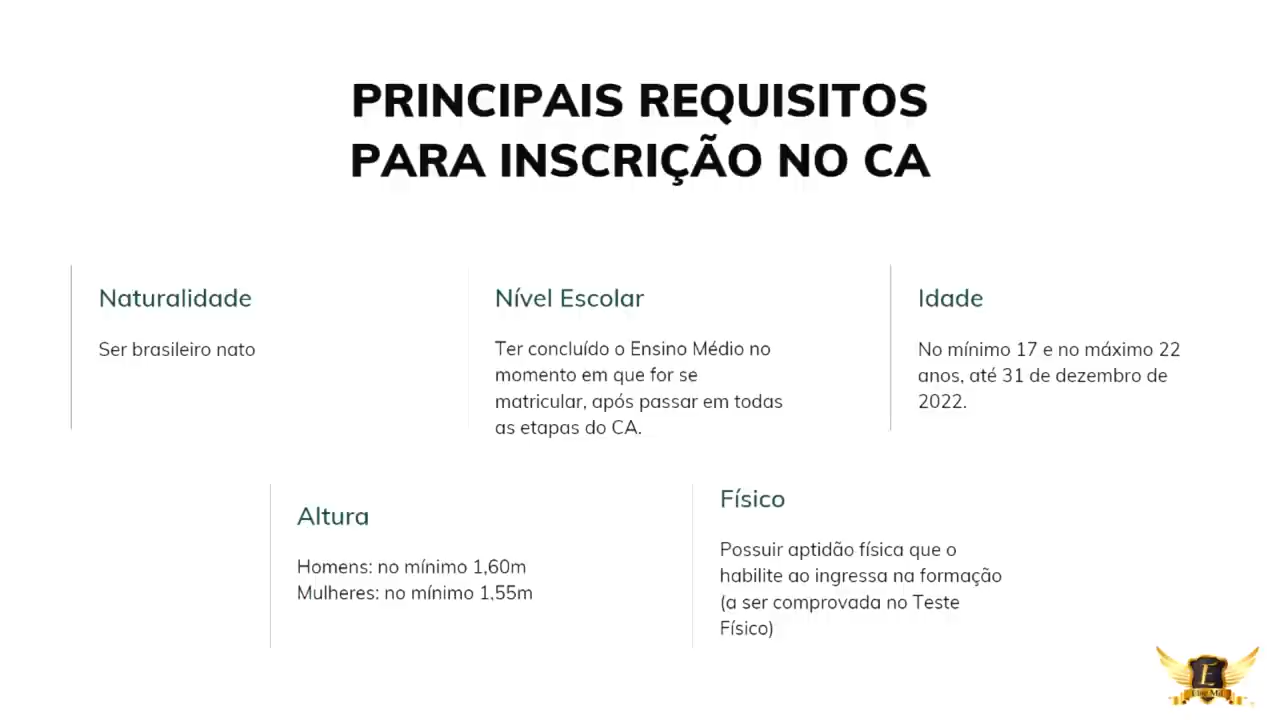 PRINCIPAIS REQUISITOS
PARA INSCRIÇÃO NO CA
Naturalidade
Ser brasileiro nato
Nível Escolar
Ter concluído o Ensino Médio no
momento em que for se
matricular, após passar em todas
as etapas do CA.
Idade
No mínimo 17 e no máximo 22
anos, até 31 de dezembro de
2022.
Altura
Homens: no mínimo 1,60m
Mulheres: no mínimo 1,55m
Físico
Possuir aptidão física que o
habilite ao ingressa na formação
(a ser comprovada no Teste
Físico)
E